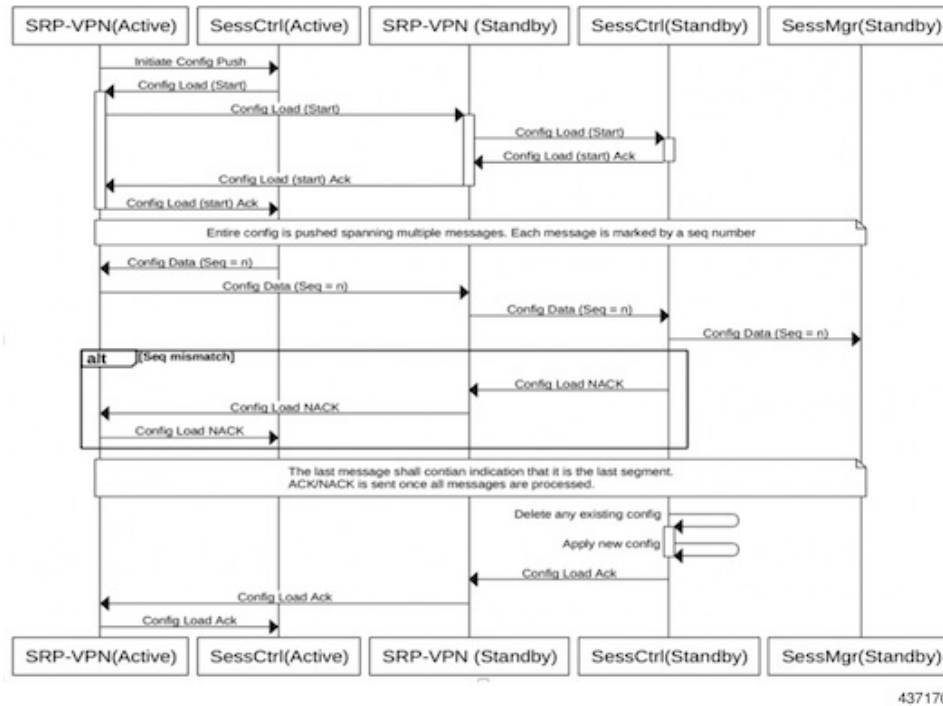 SRP-VPN(Active) SessCtrl(Active) SRP-VPN (Standby) SessCtrl(Standby) SessMgr(Standby)
Initiate Config Push
Config Load (Start)
Config Load (Start)
Config Load (Start)
Config Load (start) Ack
Config Load (start) Ack
Config Load (start) Ack
Entire config is pushed spanning multiple messages. Each message is marked by a seq number
Config Data (Seq = n)
Config Data (Seq = n)
Config Data (Seq = n)
Config Data (Seq = n)
alt [Seq mismatch]
Config Load NACK
Config Load NACK
Config Load NACK
The last message shall contian indication that it is the last segment.
ACK/NACK is sent once all messages are processed.
Delete any existing config
Apply new config
Config Load Ack
Config Load Ack
Config Load Ack
SRP-VPN(Active) SessCtrl(Active) SRP-VPN (Standby) SessCtrl(Standby) SessMgr(Standby)
437170